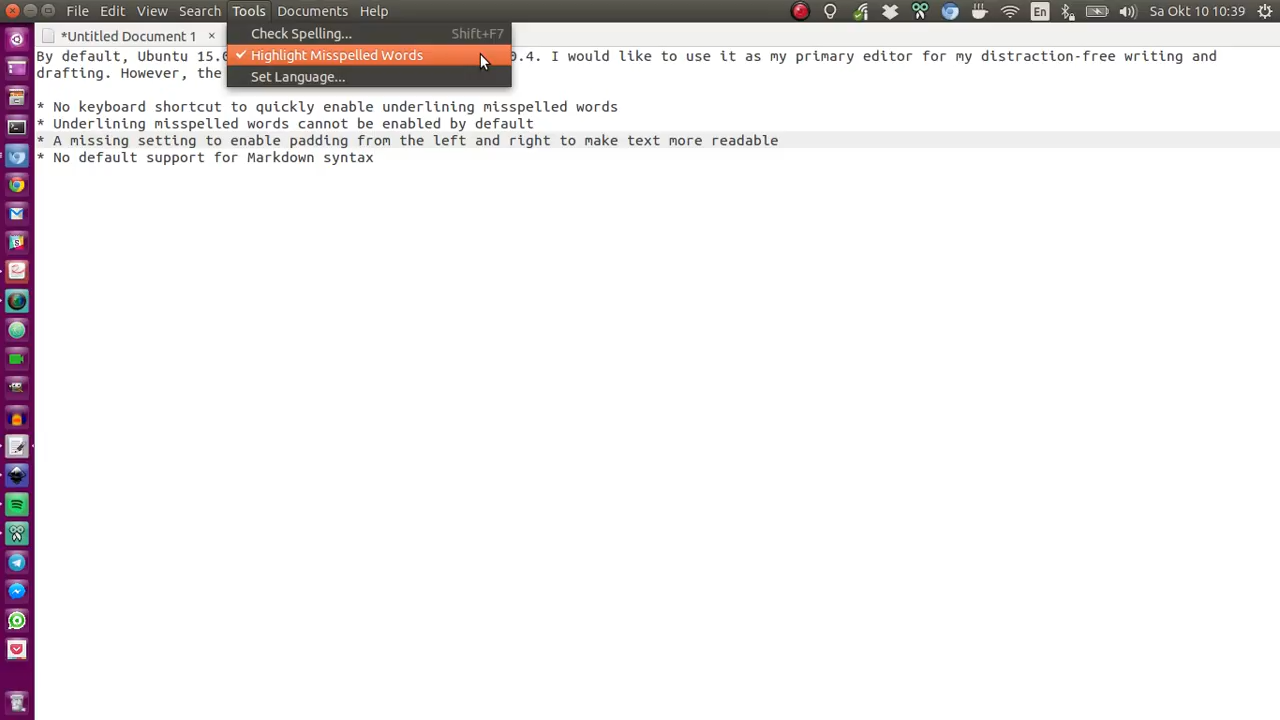 File Edit View Search Tools Documents Help En Sa Okt 10 10:39
*Untitled Document 1 ×
Check Spelling... Shift+F7
✓ Highlight Misspelled Words
Set Language...
By default, Ubuntu 15.0 0.4. I would like to use it as my primary editor for my distraction-free writing and
drafting. However, the
* No keyboard shortcut to quickly enable underlining misspelled words
* Underlining misspelled words cannot be enabled by default
* A missing setting to enable padding from the left and right to make text more readable
* No default support for Markdown syntax